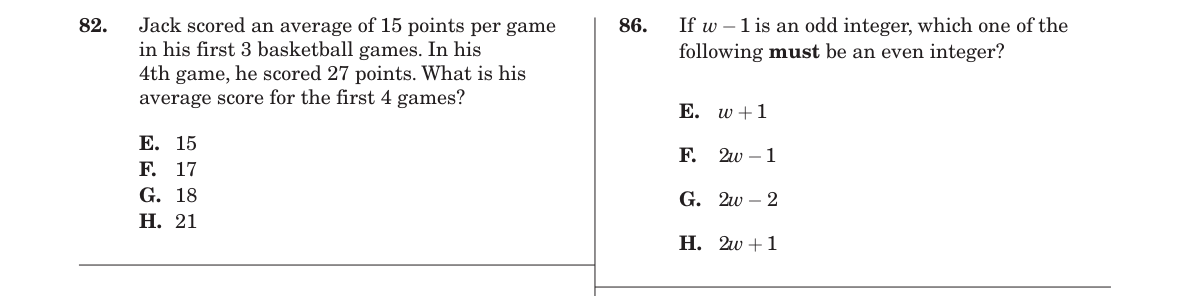 82. Jack scored an average of 15 points per game
in his first 3 basketball games. In his
4th game, he scored 27 points. What is his
average score for the first 4 games?
E. 15
F. 17
G. 18
H. 21
86. If w – 1 is an odd integer, which one of the
following must be an even integer?
E. w + 1
F. 2w – 1
G. 2w – 2
H. 2w + 1